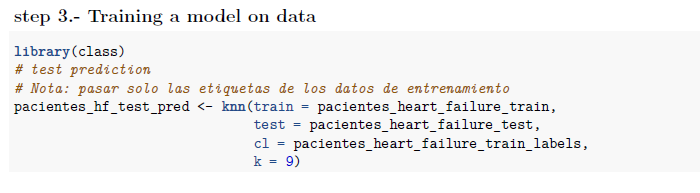 step 3.- Training a model on data
library(class)
# test prediction
# Nota: pasar solo las etiquetas de los datos de entrenamiento
pacientes_hf_test_pred <- knn(train = pacientes_heart_failure_train,
test = pacientes_heart_failure_test,
cl = pacientes_heart_failure_train_labels,
k = 9)